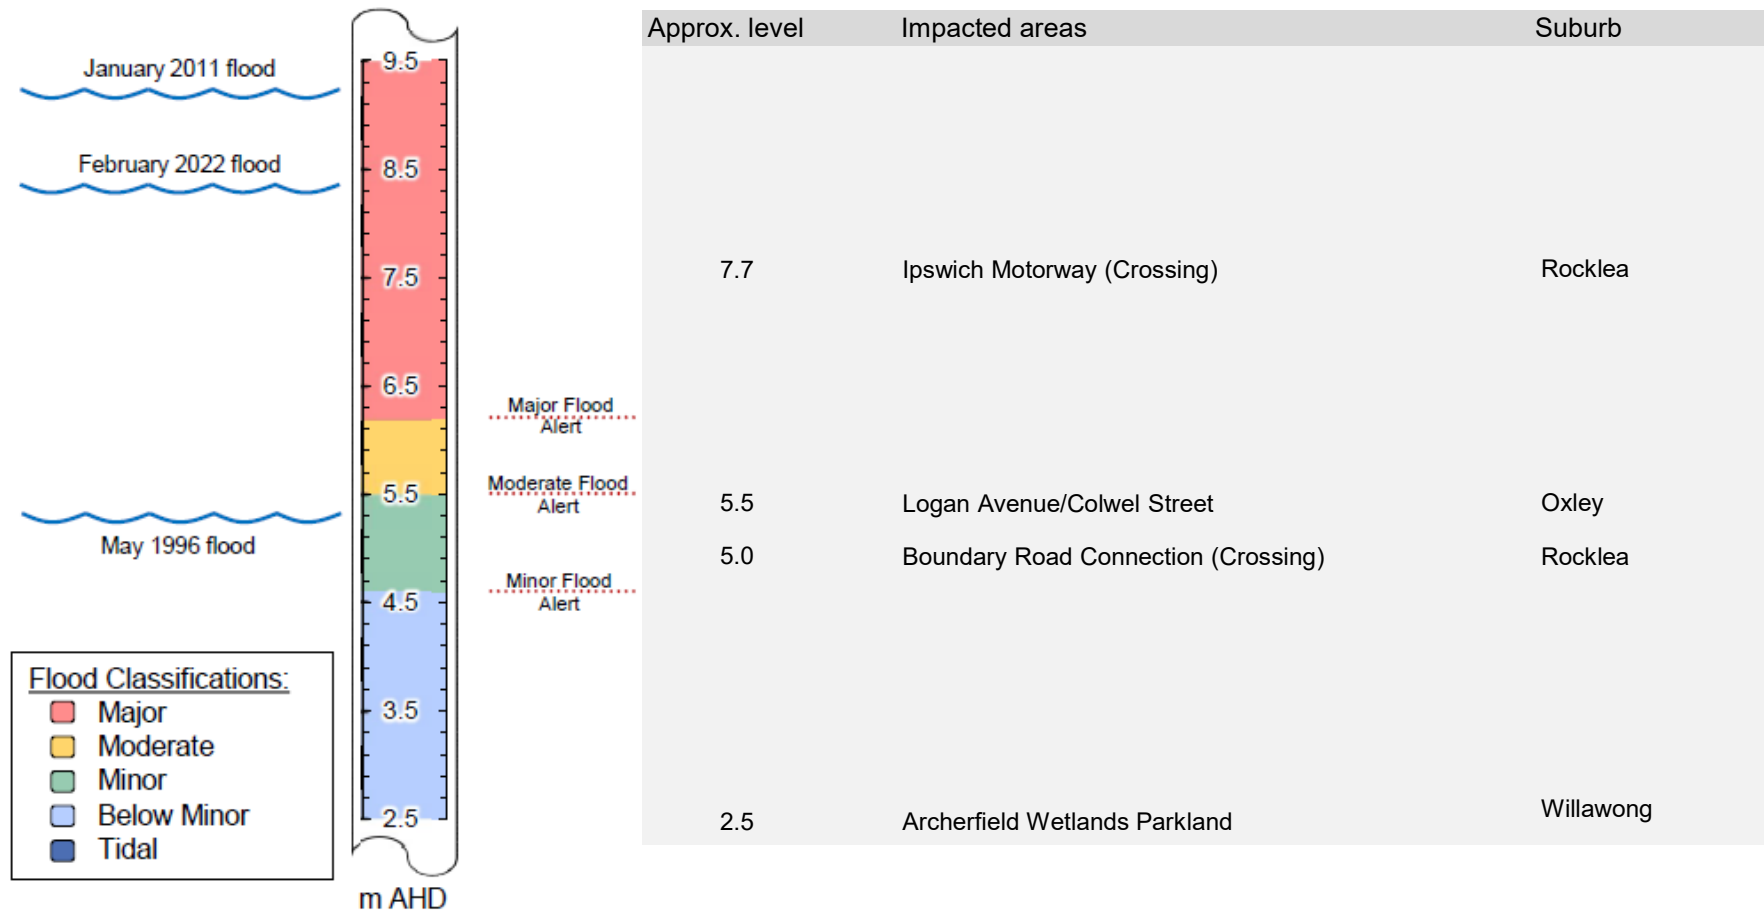 Approx. level Impacted areas Suburb
January 2011 flood
9.5
February 2022 flood
8.5
7.7 Ipswich Motorway (Crossing) Rocklea
7.5
6.5
Major Flood
Alert
Moderate Flood
Alert
5.5
5.5 Logan Avenue/Colwel Street Oxley
May 1996 flood
5.0 Boundary Road Connection (Crossing) Rocklea
Minor Flood
Alert
4.5
Flood Classifications:
Major
Moderate
Minor
Below Minor
Tidal
3.5
2.5
2.5 Archerfield Wetlands Parkland Willawong
m AHD